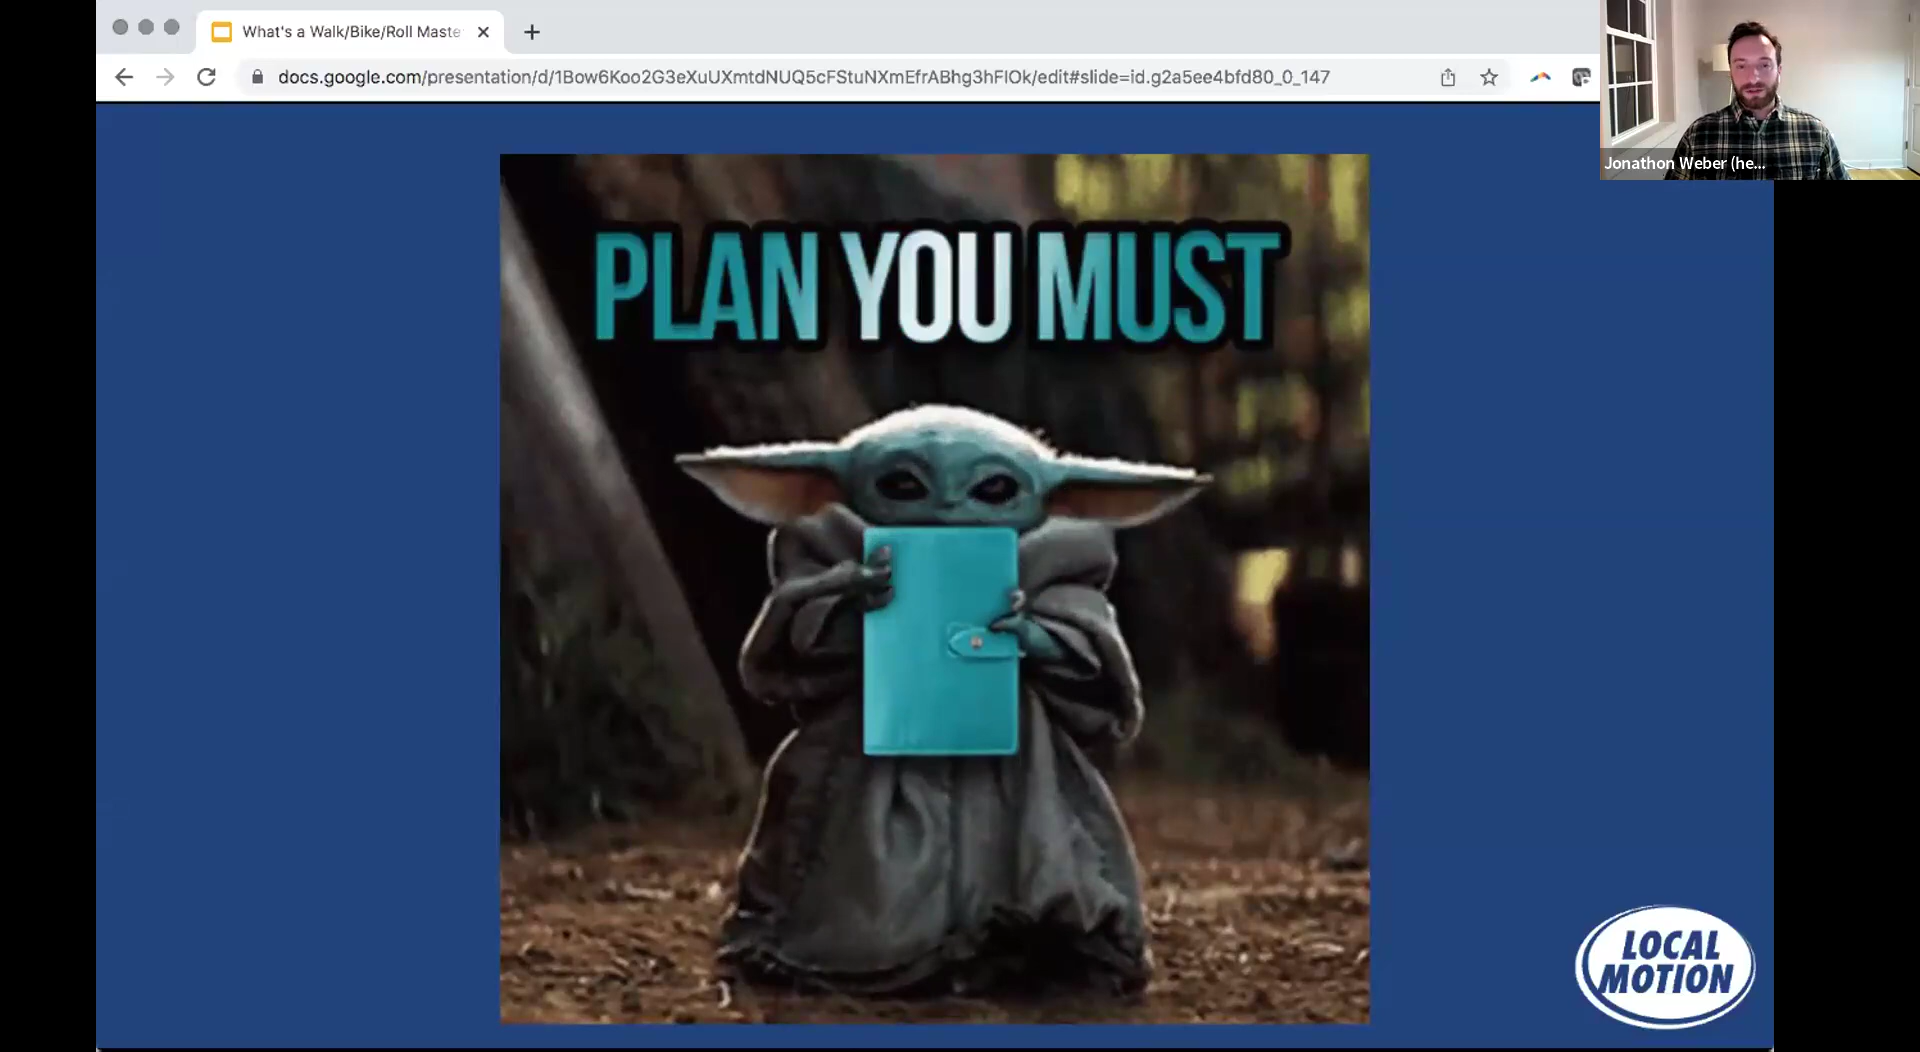 What's a Walk/Bike/Roll Maste
docs.google.com/presentation/d/1Bow6Koo2G3eXuUXmtdNUQ5cFStuNXmEfrABhg3hFlOk/edit#slide=id.g2a5ee4bfd80_0_147
Jonathon Weber (he...
PLAN YOU MUST
LOCAL
MOTION